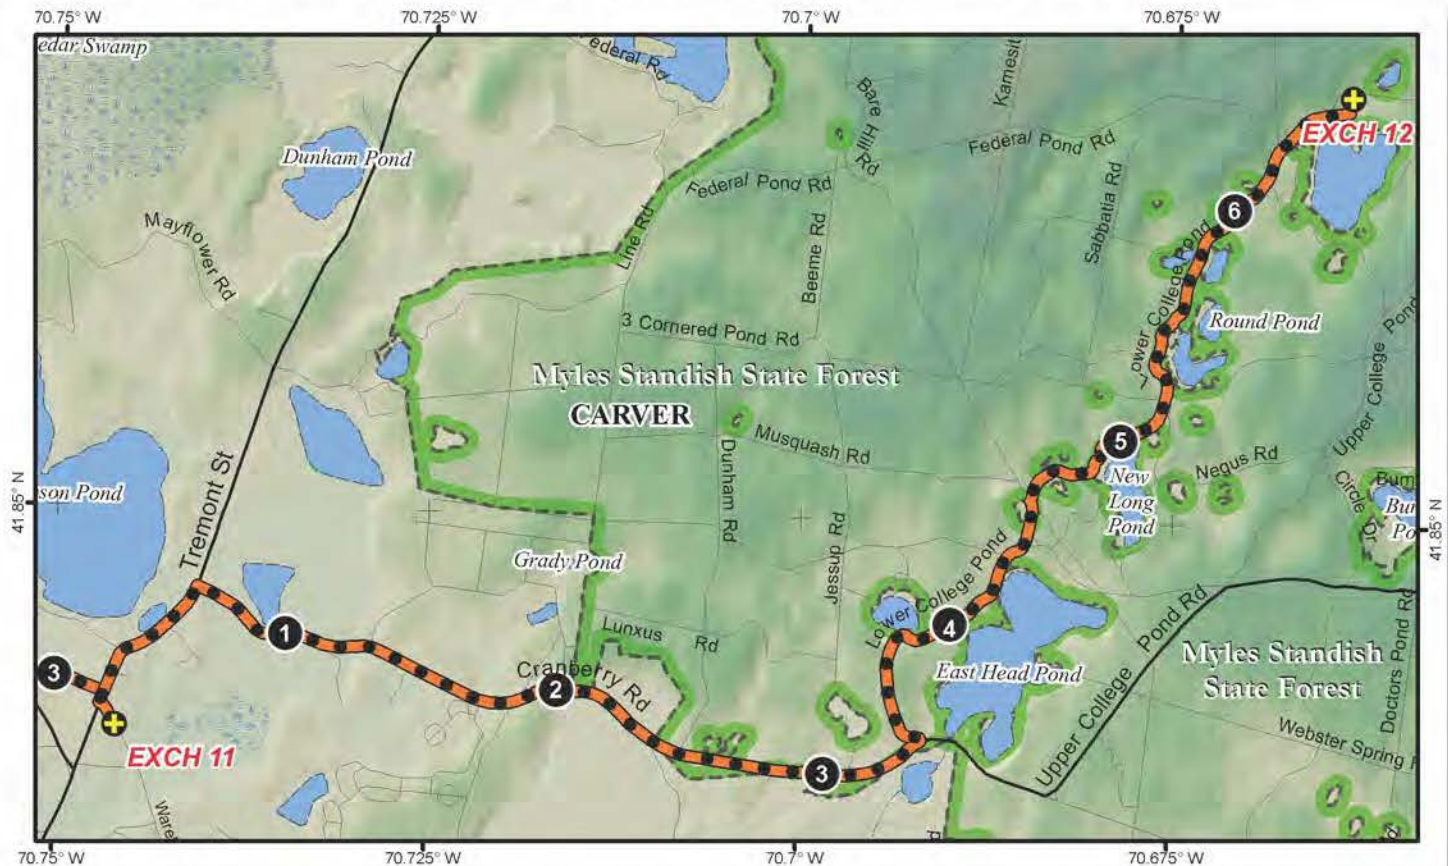 70.75° W
70.725° W
70.7° W
70.675° W
edar Swamp
Federal Rd
Kamesit
Bare Hill Rd
EXCH 12
Dunham Pond
Federal Pond Rd
Federal Pond Rd
Sabbatia Rd
6
Mayflower Rd
Line Rd
Beeme Rd
Lower College Pond
3 Cornered Pond Rd
Round Pond
Upper College Pond
Myles Standish State Forest
CARVER
Musquash Rd
Dunham Rd
5
Negus Rd
New
Long
Pond
Circle Dr
Bum
Bum
Po
son Pond
41.85° N
41.85° N
Tremont St
Grady Pond
Jessup Rd
Lower College Pond
4
1
Lunxus Rd
Upper College Pond Rd
Myles Standish
State Forest
Doctors Pond Rd
East Head Pond
3
Cranberry Rd
2
EXCH 11
3
Webster Spring R
Ware
Rd
70.75° W
70.725° W
70.7° W
70.675° W